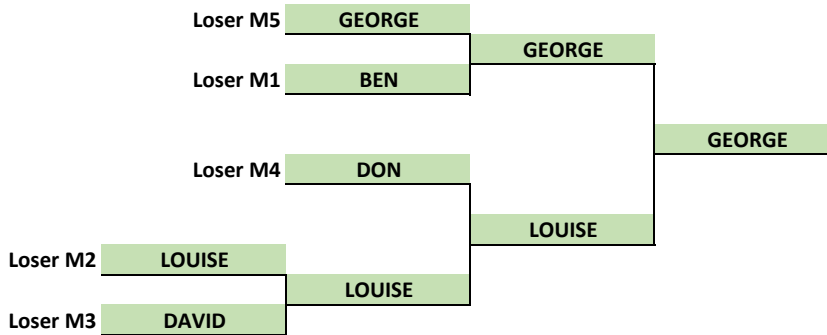 Loser M5 GEORGE
GEORGE
Loser M1 BEN
GEORGE
Loser M4 DON
LOUISE
Loser M2 LOUISE
LOUISE
Loser M3 DAVID